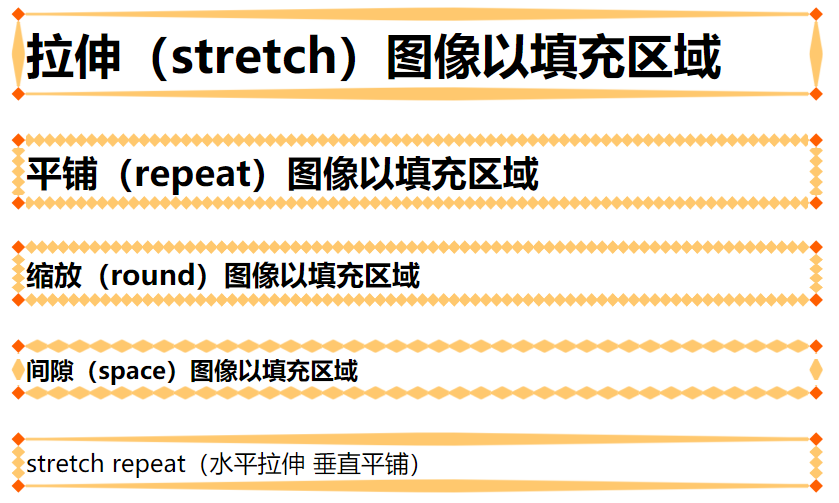 拉伸（stretch）图像以填充区域
平铺（repeat）图像以填充区域
缩放（round）图像以填充区域
间隙（space）图像以填充区域
stretch repeat（水平拉伸 垂直平铺）